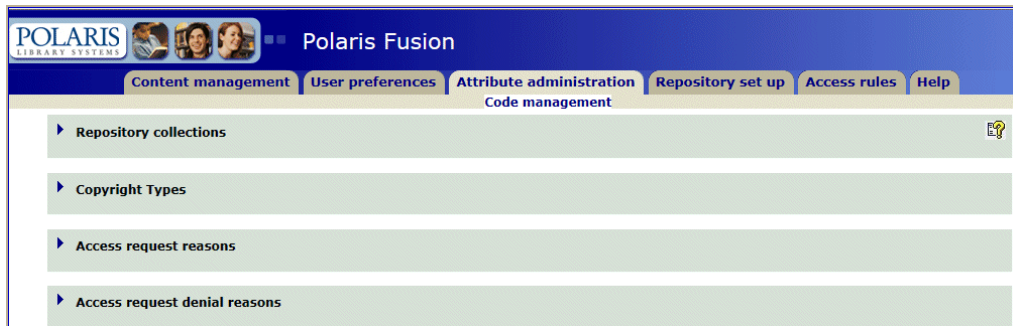 POLARIS
LIBRARY SYSTEMS
Polaris Fusion
Content management User preferences Attribute administration Repository set up Access rules Help
Code management
Repository collections
Copyright Types
Access request reasons
Access request denial reasons